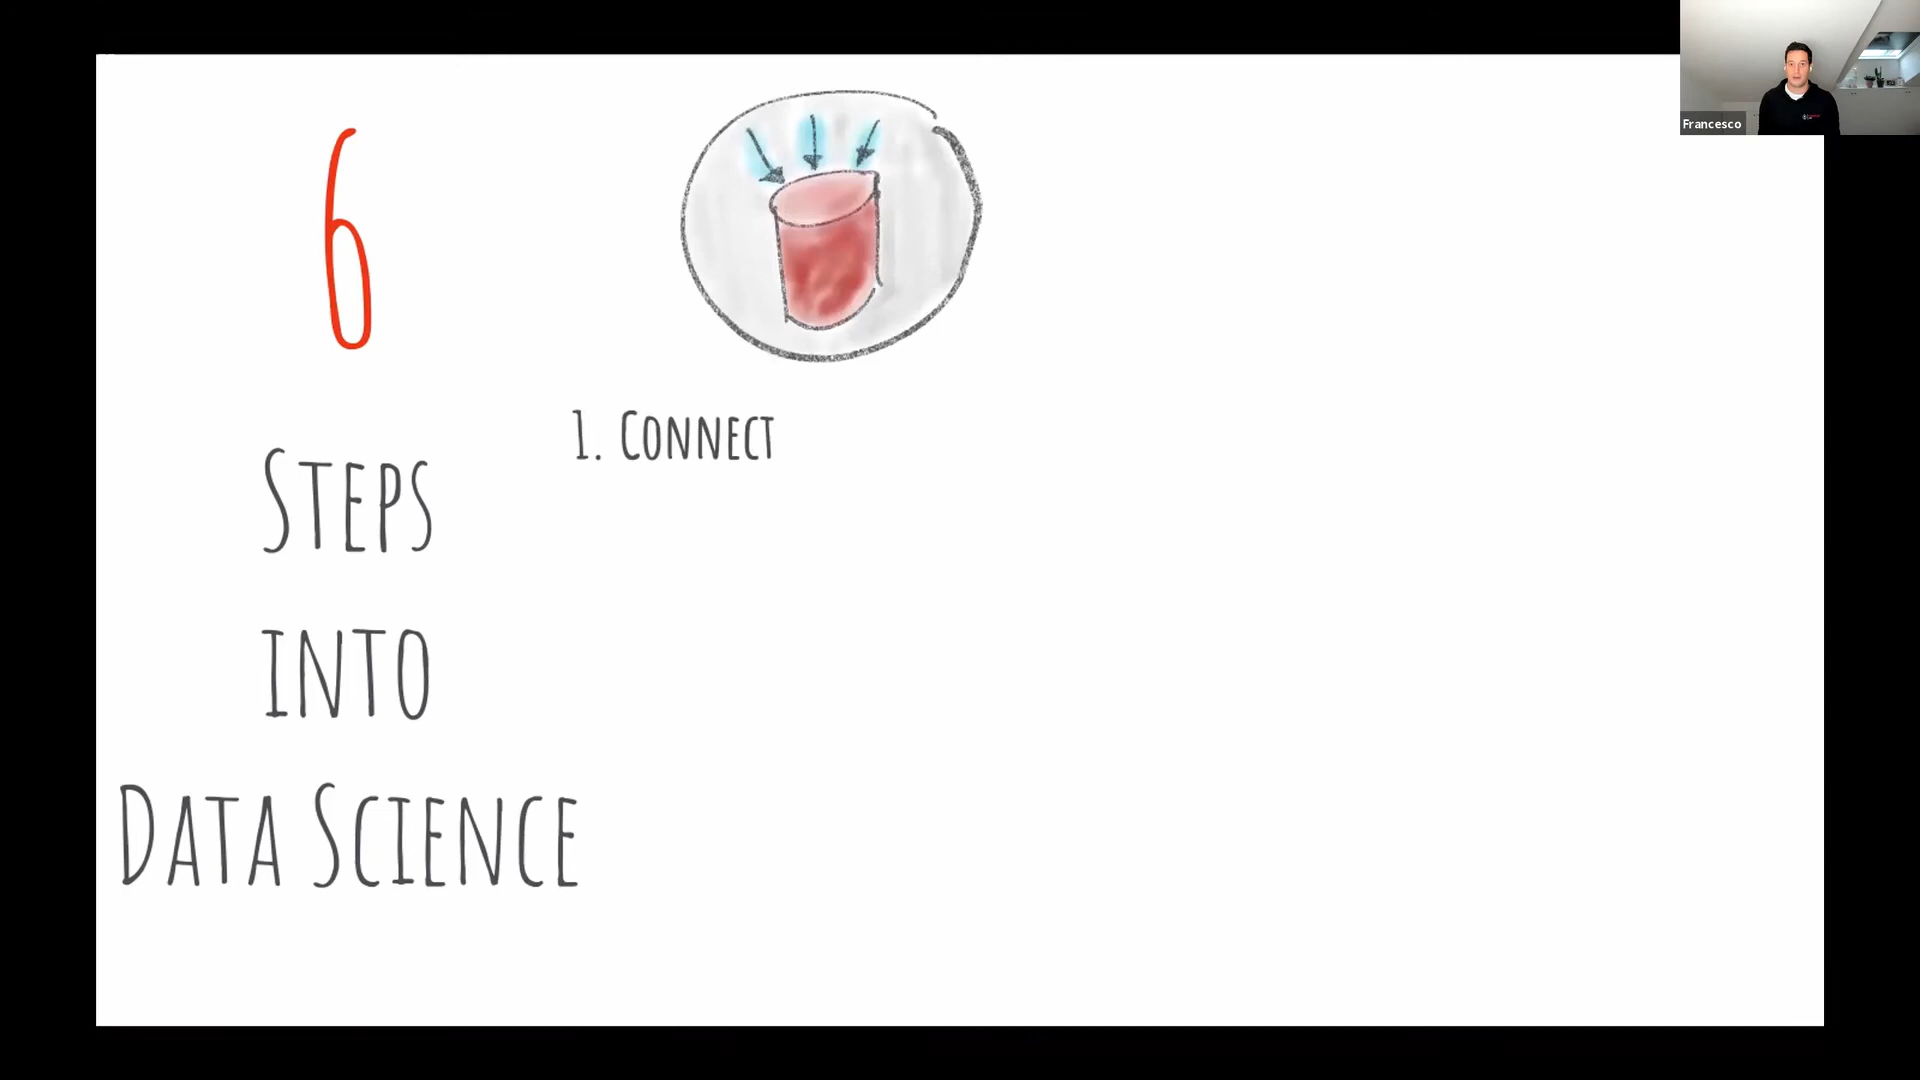 6
Steps
into
Data Science
1. Connect
Francesco